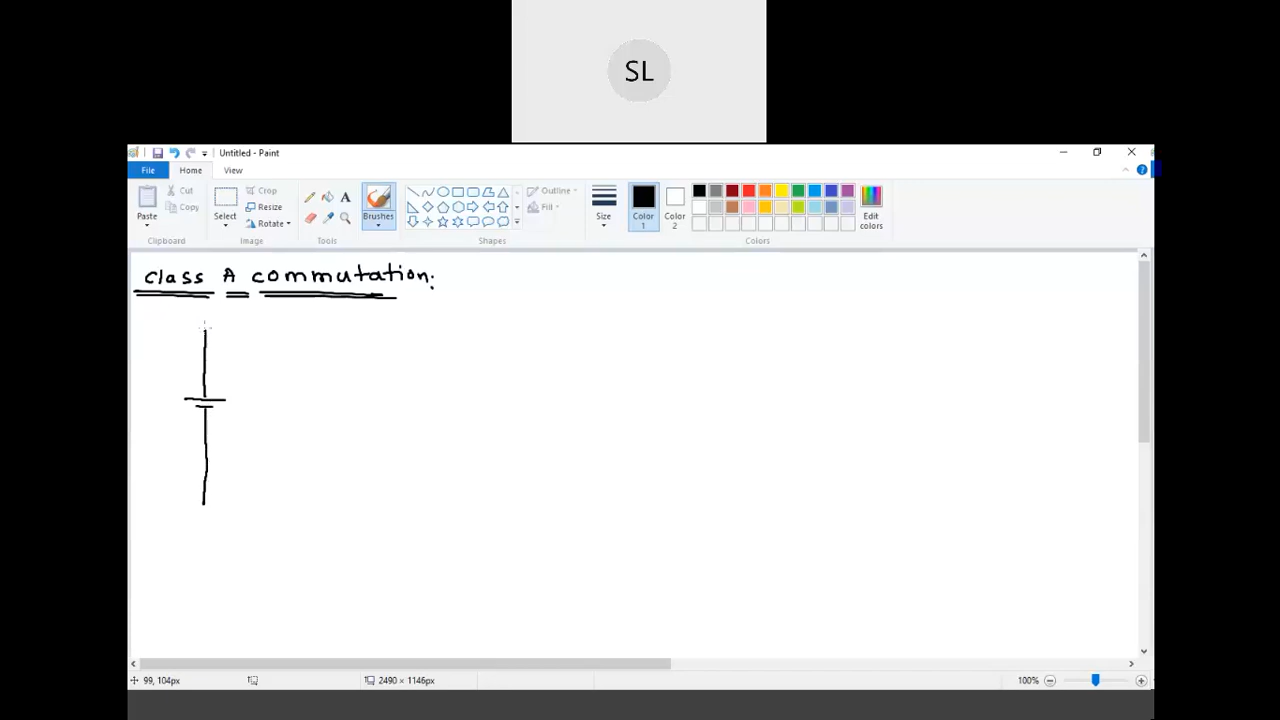 SL
Untitled - Paint
File Home View
Paste
Cut
Copy
Clipboard
Select
Crop
Resize
Rotate
Image
Tools
Brushes
Shapes
Outline
Fill
Size
Color 1
Color 2
Edit colors
Colors
class A commutation:
99, 104px
2490 × 1146px
100%